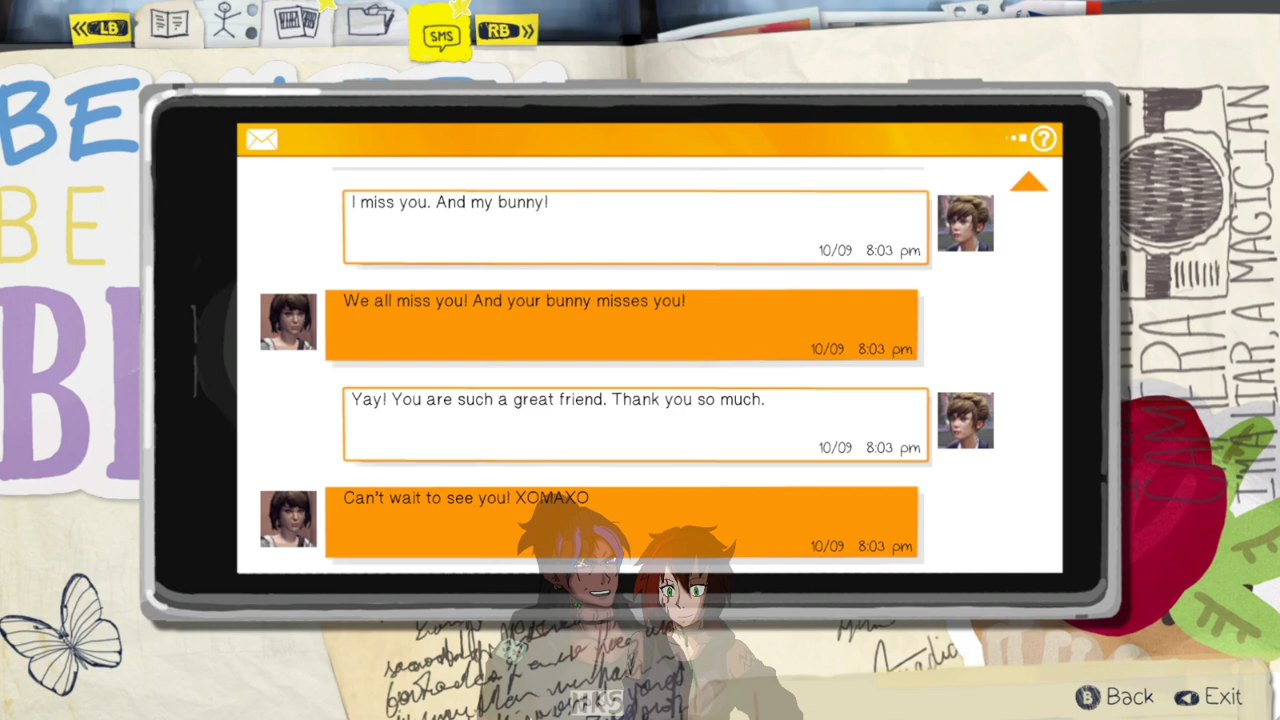 LB
SMS
RB
BE
BE
BE
I miss you. And my bunny!
10/09 8:03 pm
We all miss you! And your bunny misses you!
10/09 8:03 pm
Yay! You are such a great friend. Thank you so much.
10/09 8:03 pm
Can't wait to see you! XOMAXO
10/09 8:03 pm
CAMERA
TAR, A MAGICIAN
HKS
B Back
Exit